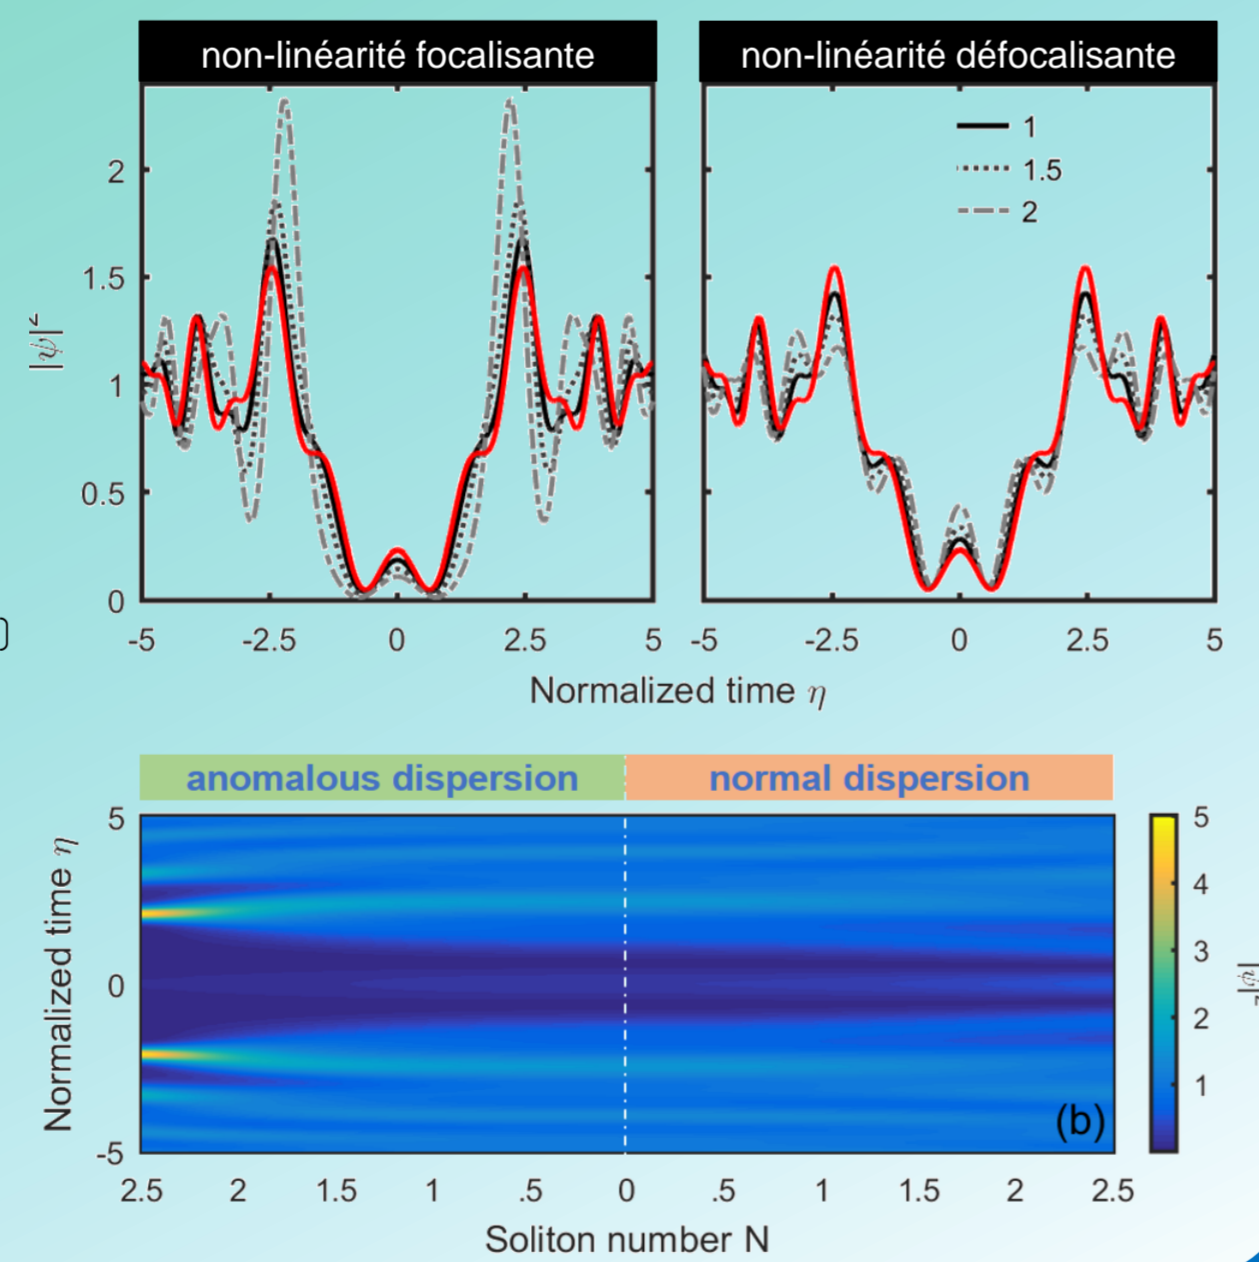 non-linéarité focalisante
non-linéarité défocalisante
1
1.5
2
2
1.5
1
0.5
0
|ψ|²
-5 -2.5 0 2.5 5
-5 -2.5 0 2.5 5
Normalized time η
anomalous dispersion
normal dispersion
5
0
-5
Normalized time η
(b)
5
4
3
2
1
|ψ|²
2.5 2 1.5 1 .5 0 .5 1 1.5 2 2.5
Soliton number N